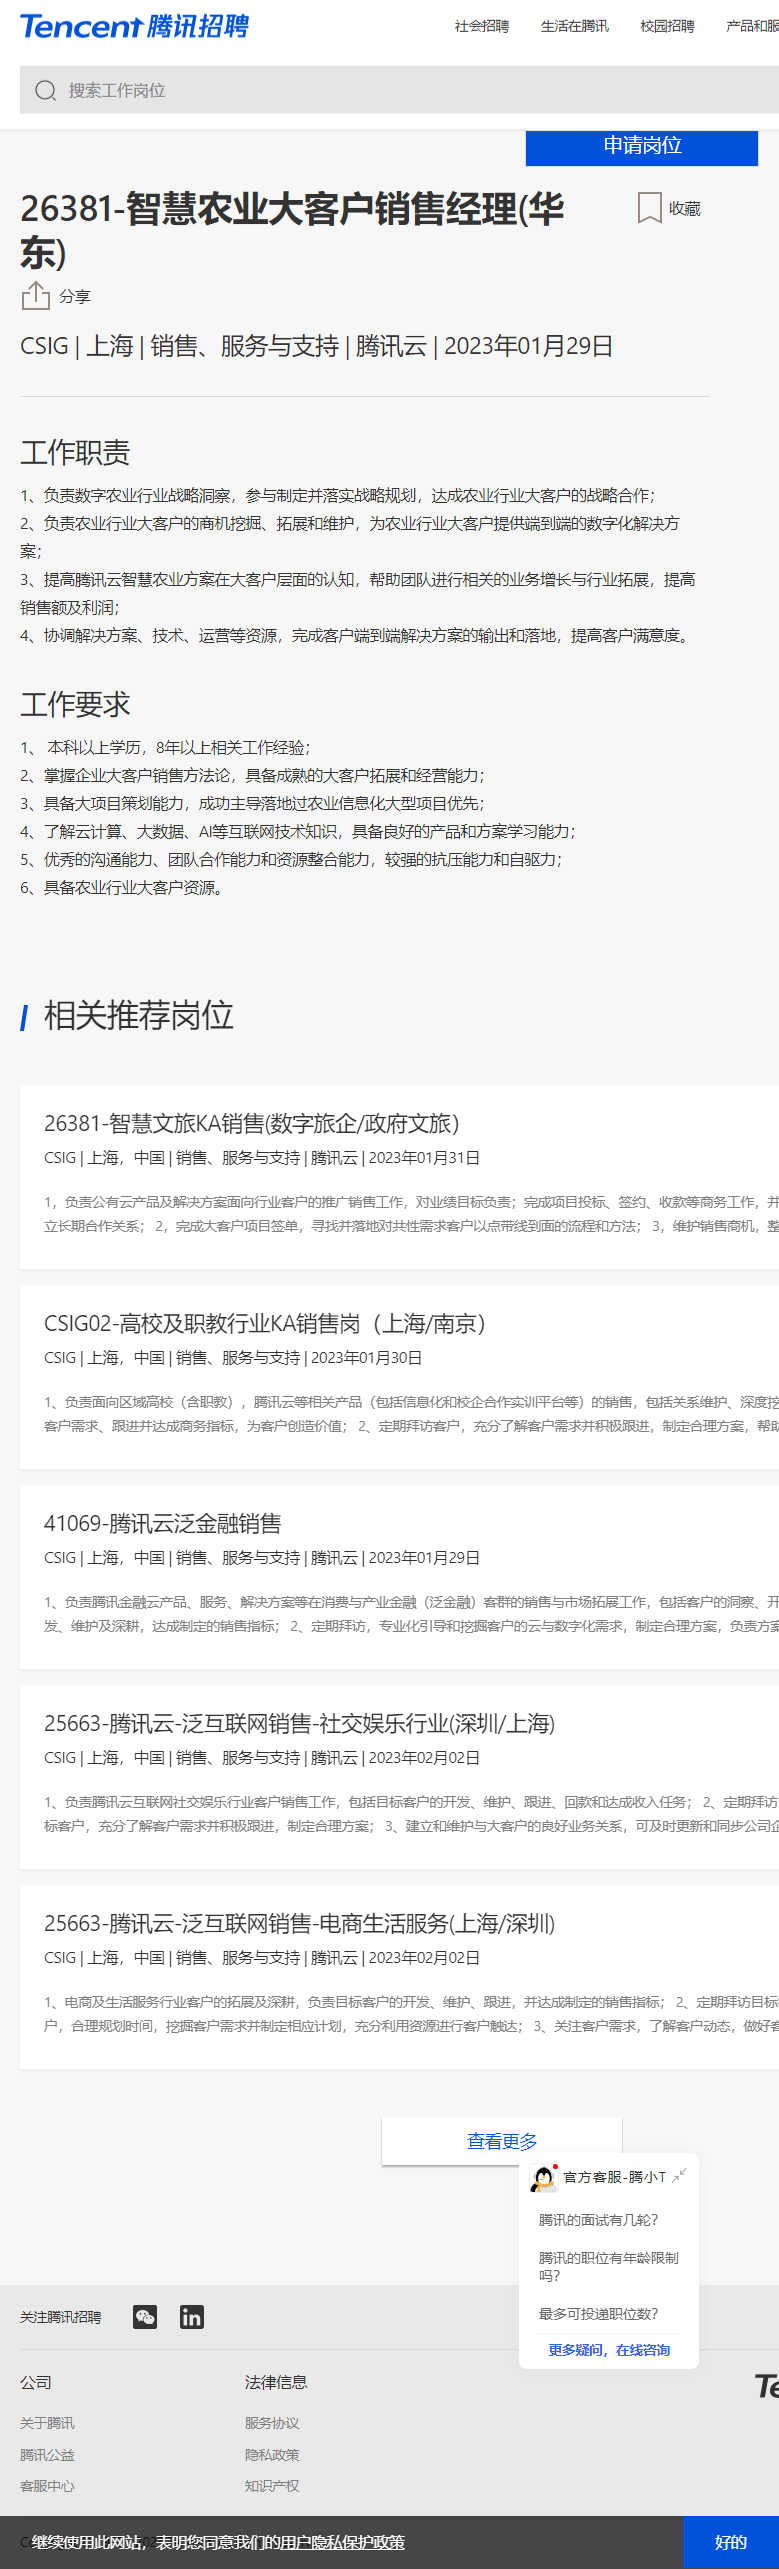 Tencent 腾讯招聘
社会招聘 生活在腾讯 校园招聘 产品和服
搜索工作岗位
申请岗位
26381-智慧农业大客户销售经理(华
东)
收藏
分享
CSIG | 上海 | 销售、服务与支持 | 腾讯云 | 2023年01月29日
工作职责
1、负责数字农业行业战略洞察，参与制定并落实战略规划，达成农业行业大客户的战略合作；
2、负责农业行业大客户的商机挖掘、拓展和维护，为农业行业大客户提供端到端的数字化解决方
案；
3、提高腾讯云智慧农业方案在大客户层面的认知，帮助团队进行相关的业务增长与行业拓展，提高
销售额及利润；
4、协调解决方案、技术、运营等资源，完成客户端到端解决方案的输出和落地，提高客户满意度。
工作要求
1、 本科以上学历，8年以上相关工作经验；
2、掌握企业大客户销售方法论，具备成熟的大客户拓展和经营能力；
3、具备大项目策划能力，成功主导落地过农业信息化大型项目优先；
4、了解云计算、大数据、AI等互联网技术知识，具备良好的产品和方案学习能力；
5、优秀的沟通能力、团队合作能力和资源整合能力，较强的抗压能力和自驱力；
6、具备农业行业大客户资源。
相关推荐岗位
26381-智慧文旅KA销售(数字旅企/政府文旅）
CSIG | 上海，中国 | 销售、服务与支持 | 腾讯云 | 2023年01月31日
1，负责公有云产品及解决方案面向行业客户的推广销售工作，对业绩目标负责；完成项目投标、签约、收款等商务工作，并
立长期合作关系； 2，完成大客户项目签单，寻找并落地对共性需求客户以点带线到面的流程和方法； 3，维护销售商机，整
CSIG02-高校及职教行业KA销售岗（上海/南京）
CSIG | 上海，中国 | 销售、服务与支持 | 2023年01月30日
1、负责面向区域高校（含职教），腾讯云等相关产品（包括信息化和校企合作实训平台等）的销售，包括关系维护、深度挖
客户需求、跟进并达成商务指标，为客户创造价值； 2、定期拜访客户，充分了解客户需求并积极跟进，制定合理方案，帮助
41069-腾讯云泛金融销售
CSIG | 上海，中国 | 销售、服务与支持 | 腾讯云 | 2023年01月29日
1、负责腾讯金融云产品、服务、解决方案等在消费与产业金融（泛金融）客群的销售与市场拓展工作，包括客户的洞察、开
发、维护及深耕，达成制定的销售指标； 2、定期拜访，专业化引导和挖掘客户的云与数字化需求，制定合理方案，负责方案
25663-腾讯云-泛互联网销售-社交娱乐行业(深圳/上海)
CSIG | 上海，中国 | 销售、服务与支持 | 腾讯云 | 2023年02月02日
1、负责腾讯云互联网社交娱乐行业客户销售工作，包括目标客户的开发、维护、跟进、回款和达成收入任务； 2、定期拜访
标客户，充分了解客户需求并积极跟进，制定合理方案； 3、建立和维护与大客户的良好业务关系，可及时更新和同步公司企
25663-腾讯云-泛互联网销售-电商生活服务(上海/深圳)
CSIG | 上海，中国 | 销售、服务与支持 | 腾讯云 | 2023年02月02日
1、电商及生活服务行业客户的拓展及深耕，负责目标客户的开发、维护、跟进，并达成制定的销售指标； 2、定期拜访目标
户，合理规划时间，挖掘客户需求并制定相应计划，充分利用资源进行客户触达； 3、关注客户需求，了解客户动态，做好客
查看更多
官方客服-腾小T
腾讯的面试有几轮？
腾讯的职位有年龄限制
吗？
最多可投递职位数？
更多疑问，在线咨询
关注腾讯招聘
公司 法律信息
关于腾讯 服务协议
腾讯公益 隐私政策
客服中心 知识产权
继续使用此网站，表明您同意我们的用户隐私保护政策
好的